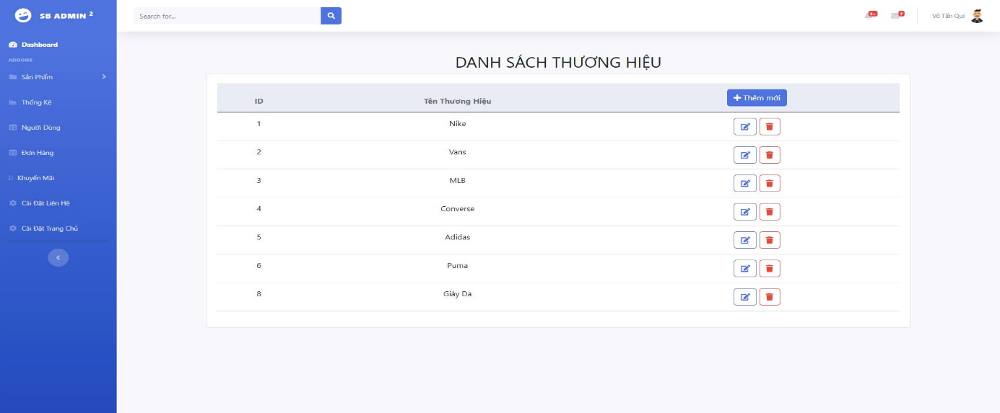 SB ADMIN 2
Search for...
9+
7
Võ Tấn Qui
Dashboard
ADDONS
Sản Phẩm
Thống Kê
Người Dùng
Đơn Hàng
Khuyến Mãi
Cài Đặt Liên Hệ
Cài Đặt Trang Chủ
DANH SÁCH THƯƠNG HIỆU
ID Tên Thương Hiệu Thêm mới
1 Nike
2 Vans
3 MLB
4 Converse
5 Adidas
6 Puma
8 Giày Da